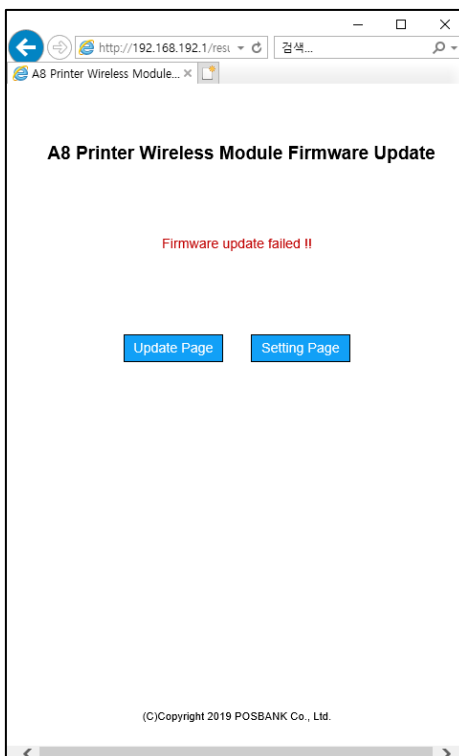 http://192.168.192.1/resu
검색...
A8 Printer Wireless Module...
A8 Printer Wireless Module Firmware Update
Firmware update failed !!
Update Page
Setting Page
(C)Copyright 2019 POSBANK Co., Ltd.